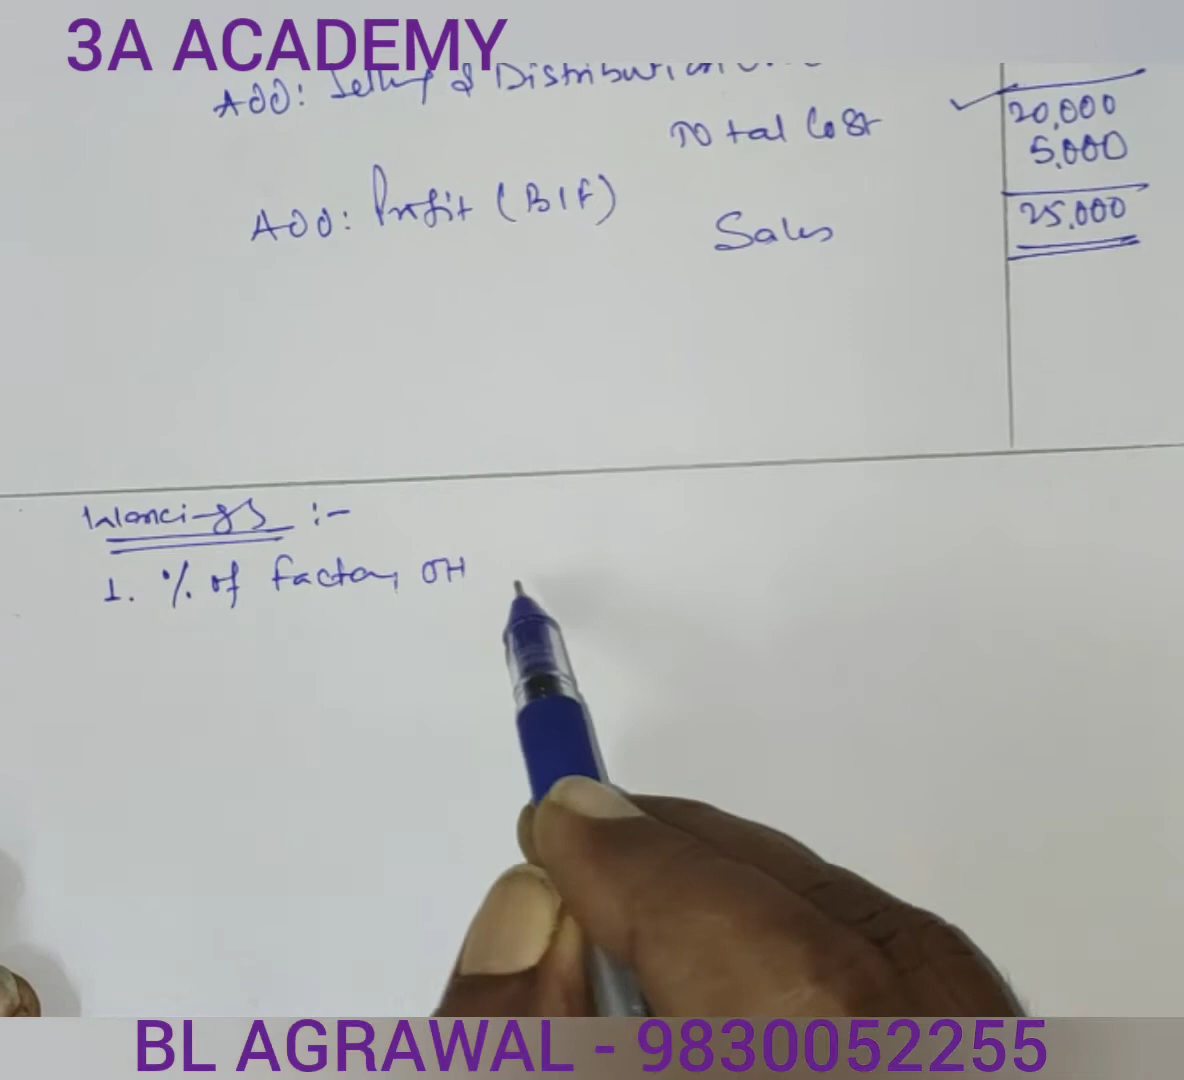 3A ACADEMY
Add: Selling & Distribution
Total Cost 20,000
5,000
Add: Profit (B/F)
Sales 25,000
Workings :-
1. % of Factory OH
BL AGRAWAL - 9830052255